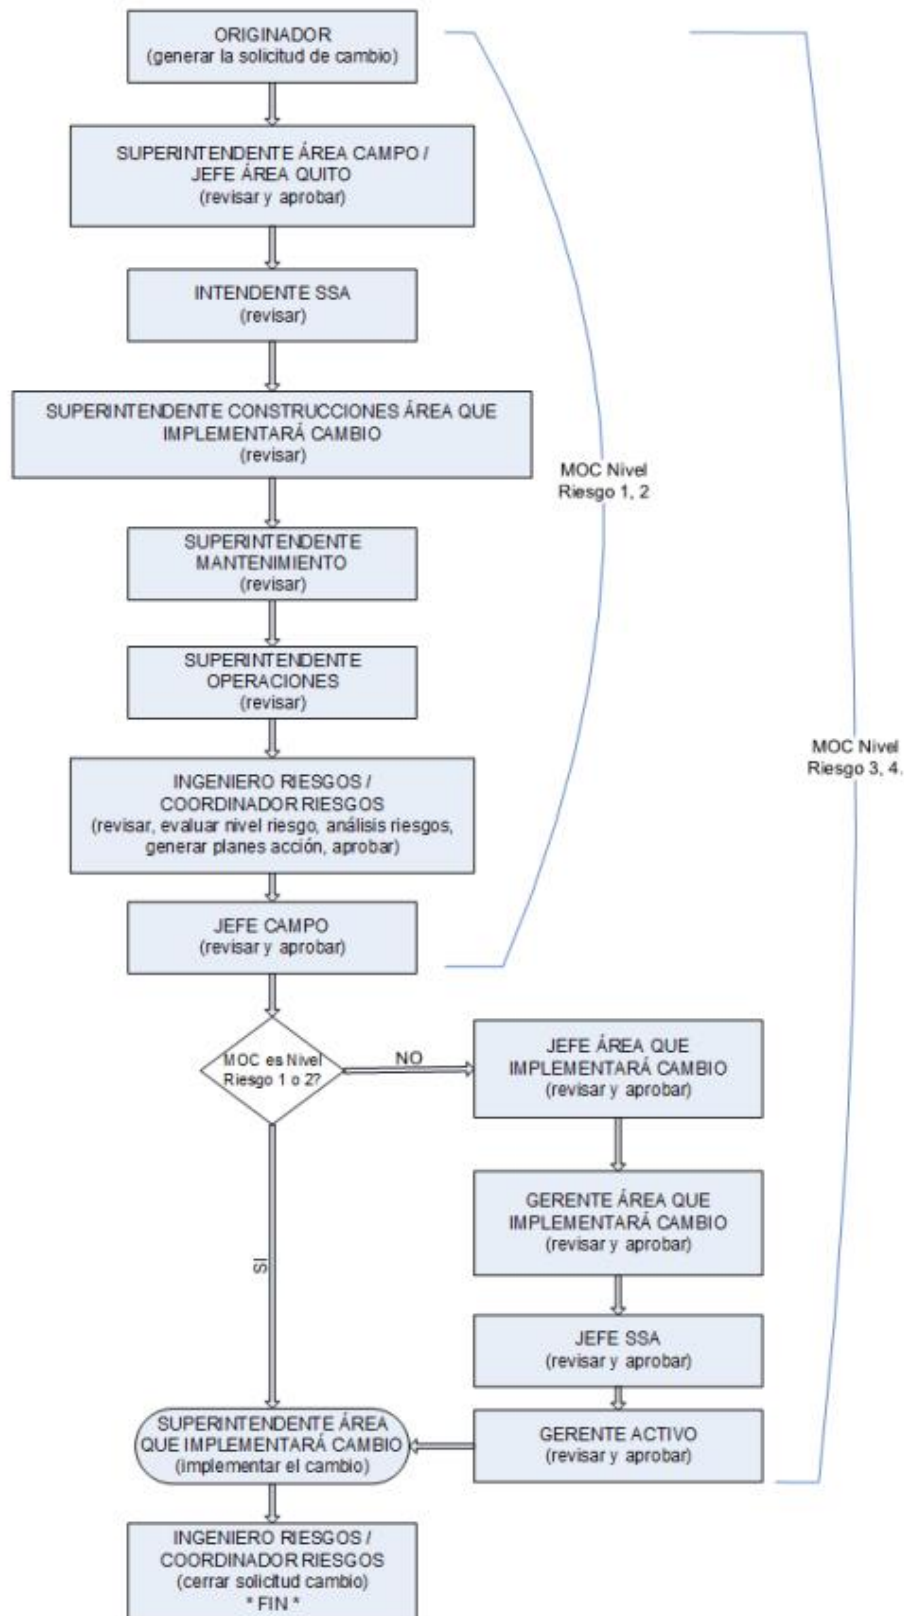 ORIGINADOR
(generar la solicitud de cambio)
SUPERINTENDENTE ÁREA CAMPO /
JEFE ÁREA QUITO
(revisar y aprobar)
INTENDENTE SSA
(revisar)
SUPERINTENDENTE CONSTRUCCIONES ÁREA QUE
IMPLEMENTARÁ CAMBIO
(revisar)
MOC Nivel
Riesgo 1, 2
SUPERINTENDENTE
MANTENIMIENTO
(revisar)
SUPERINTENDENTE
OPERACIONES
(revisar)
MOC Nivel
Riesgo 3, 4.
INGENIERO RIESGOS /
COORDINADOR RIESGOS
(revisar, evaluar nivel riesgo, análisis riesgos,
generar planes acción, aprobar)
JEFE CAMPO
(revisar y aprobar)
MOC es Nivel
Riesgo 1 o 2?
NO
JEFE ÁREA QUE
IMPLEMENTARÁ CAMBIO
(revisar y aprobar)
GERENTE ÁREA QUE
IMPLEMENTARÁ CAMBIO
(revisar y aprobar)
SI
JEFE SSA
(revisar y aprobar)
GERENTE ACTIVO
(revisar y aprobar)
SUPERINTENDENTE ÁREA
QUE IMPLEMENTARÁ CAMBIO
(implementar el cambio)
INGENIERO RIESGOS /
COORDINADOR RIESGOS
(cerrar solicitud cambio)
* FIN *